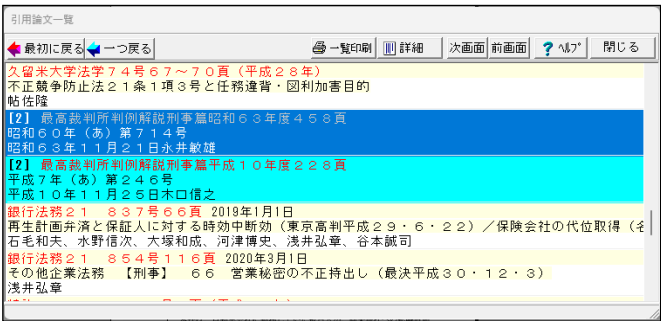 引用論文一覧
最初に戻る 一つ戻る 一覧印刷 詳細 次画面 前画面 ? ﾍﾙﾌﾟ 閉じる
久留米大学法学７４号６７～７０頁（平成２８年）
不正競争防止法２１条１項３号と任務違背・図利加害目的
帖佐隆
[2] 最高裁判所判例解説刑事篇昭和６３年度４５８頁
昭和６０年（あ）第７１４号
昭和６３年１１月２１日永井敏雄
[2] 最高裁判所判例解説刑事篇平成１０年度２２８頁
平成７年（あ）第２４６号
平成１０年１１月２５日木口信之
銀行法務２１　８３７号６６頁 2019年1月1日
再生計画弁済と保証人に対する時効中断効（東京高判平成２９・６・２２）／保険会社の代位取得（
石毛和夫、水野信次、大塚和成、河津博史、浅井弘章、谷本誠司
銀行法務２１　８５４号１１６頁 2020年3月1日
その他企業法務　【刑事】　６６　営業秘密の不正持出し（最決平成３０・１２・３）
浅井弘章